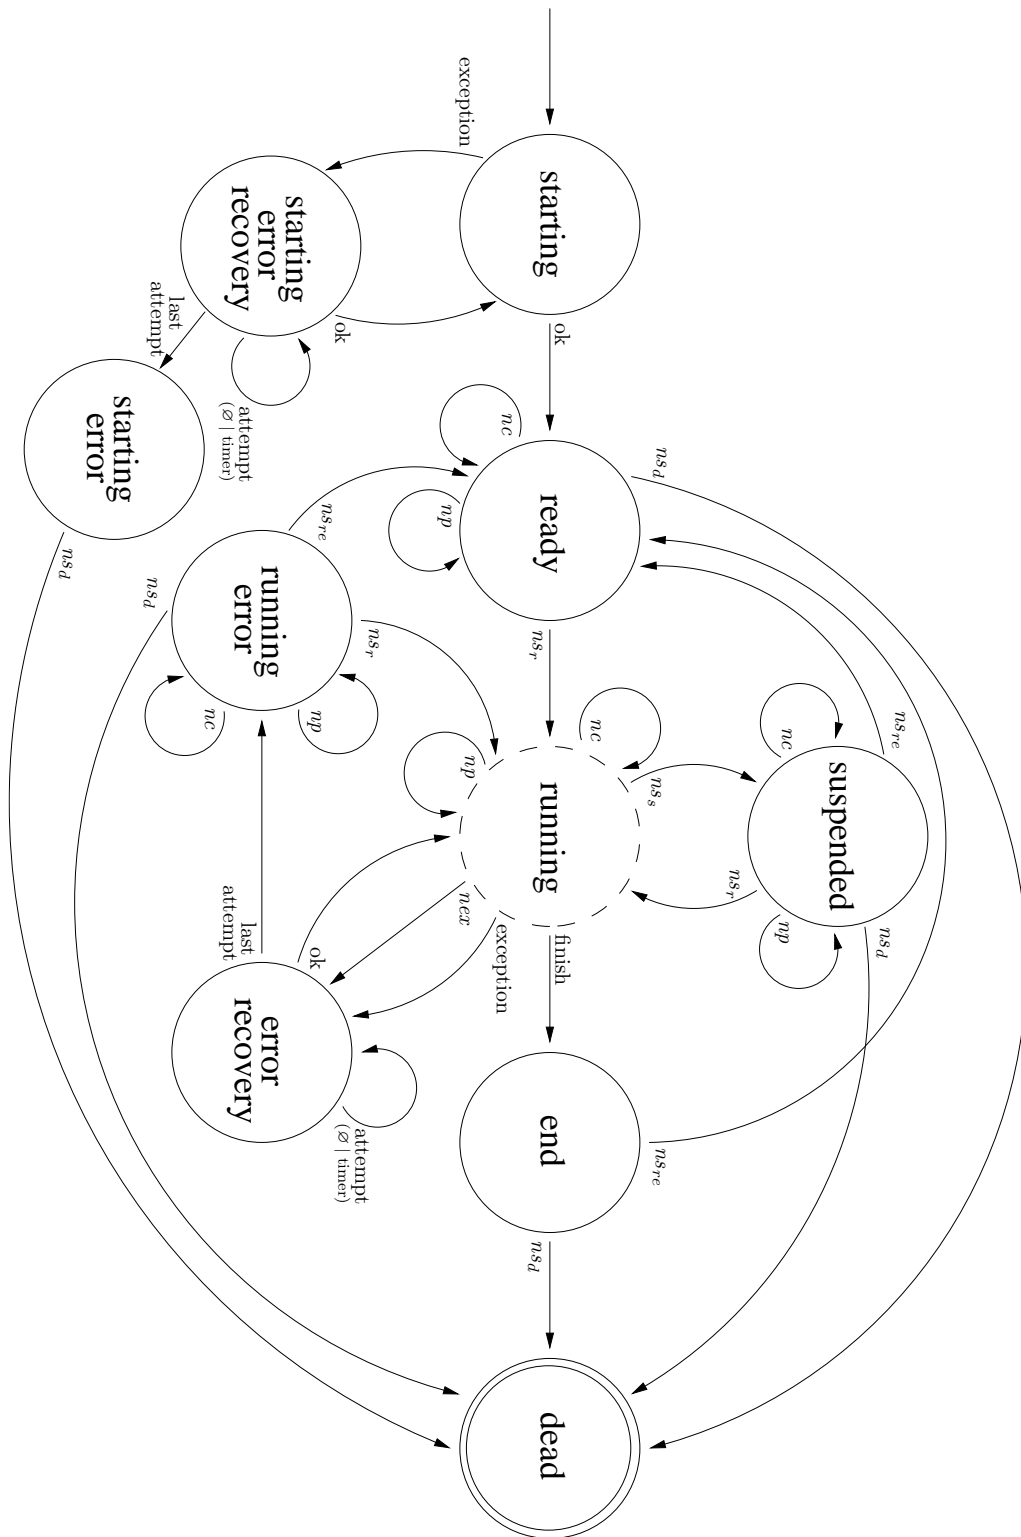 exception
starting
starting
error
recovery
ok
ok
last
attempt
attempt
(∅ | timer)
starting
error
ns_d
nc
np
ready
ns_d
ns_re
running
error
ns_d
ns_r
nc
np
ns_r
nc
np
running
ns_s
nc
suspended
ns_re
ns_r
np
ns_d
nex
exception
finish
last
attempt
ok
error
recovery
attempt
(∅ | timer)
end
ns_re
ns_d
dead